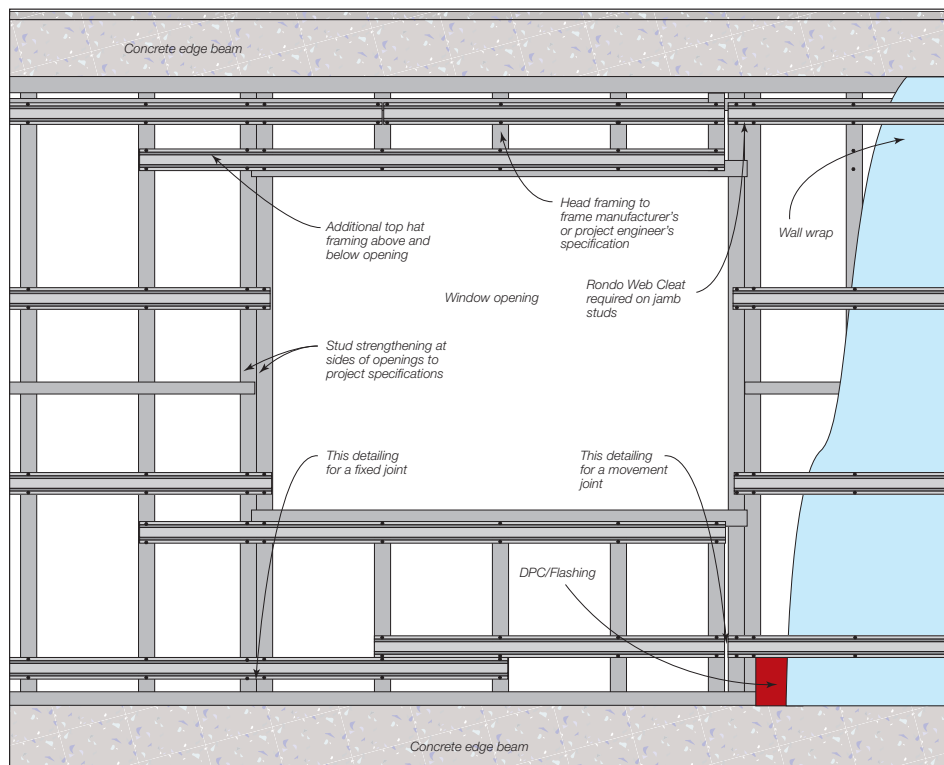 Concrete edge beam
Additional top hat
framing above and
below opening
Head framing to
frame manufacturer's
or project engineer's
specification
Wall wrap
Window opening
Rondo Web Cleat
required on jamb
studs
Stud strengthening at
sides of openings to
project specifications
This detailing
for a fixed joint
This detailing
for a movement
joint
DPC/Flashing
Concrete edge beam